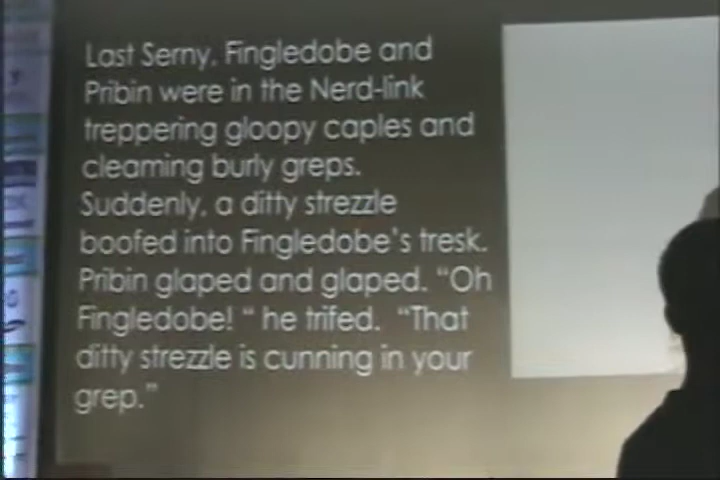 Last Serny, Fingledobe and
Pribin were in the Nerd-link
treppering gloopy caples and
cleaming burly greps.
Suddenly, a ditty strezzle
boofed into Fingledobe's tresk.
Pribin glaped and glaped. "Oh
Fingledobe! " he trifed. "That
ditty strezzle is cunning in your
grep."